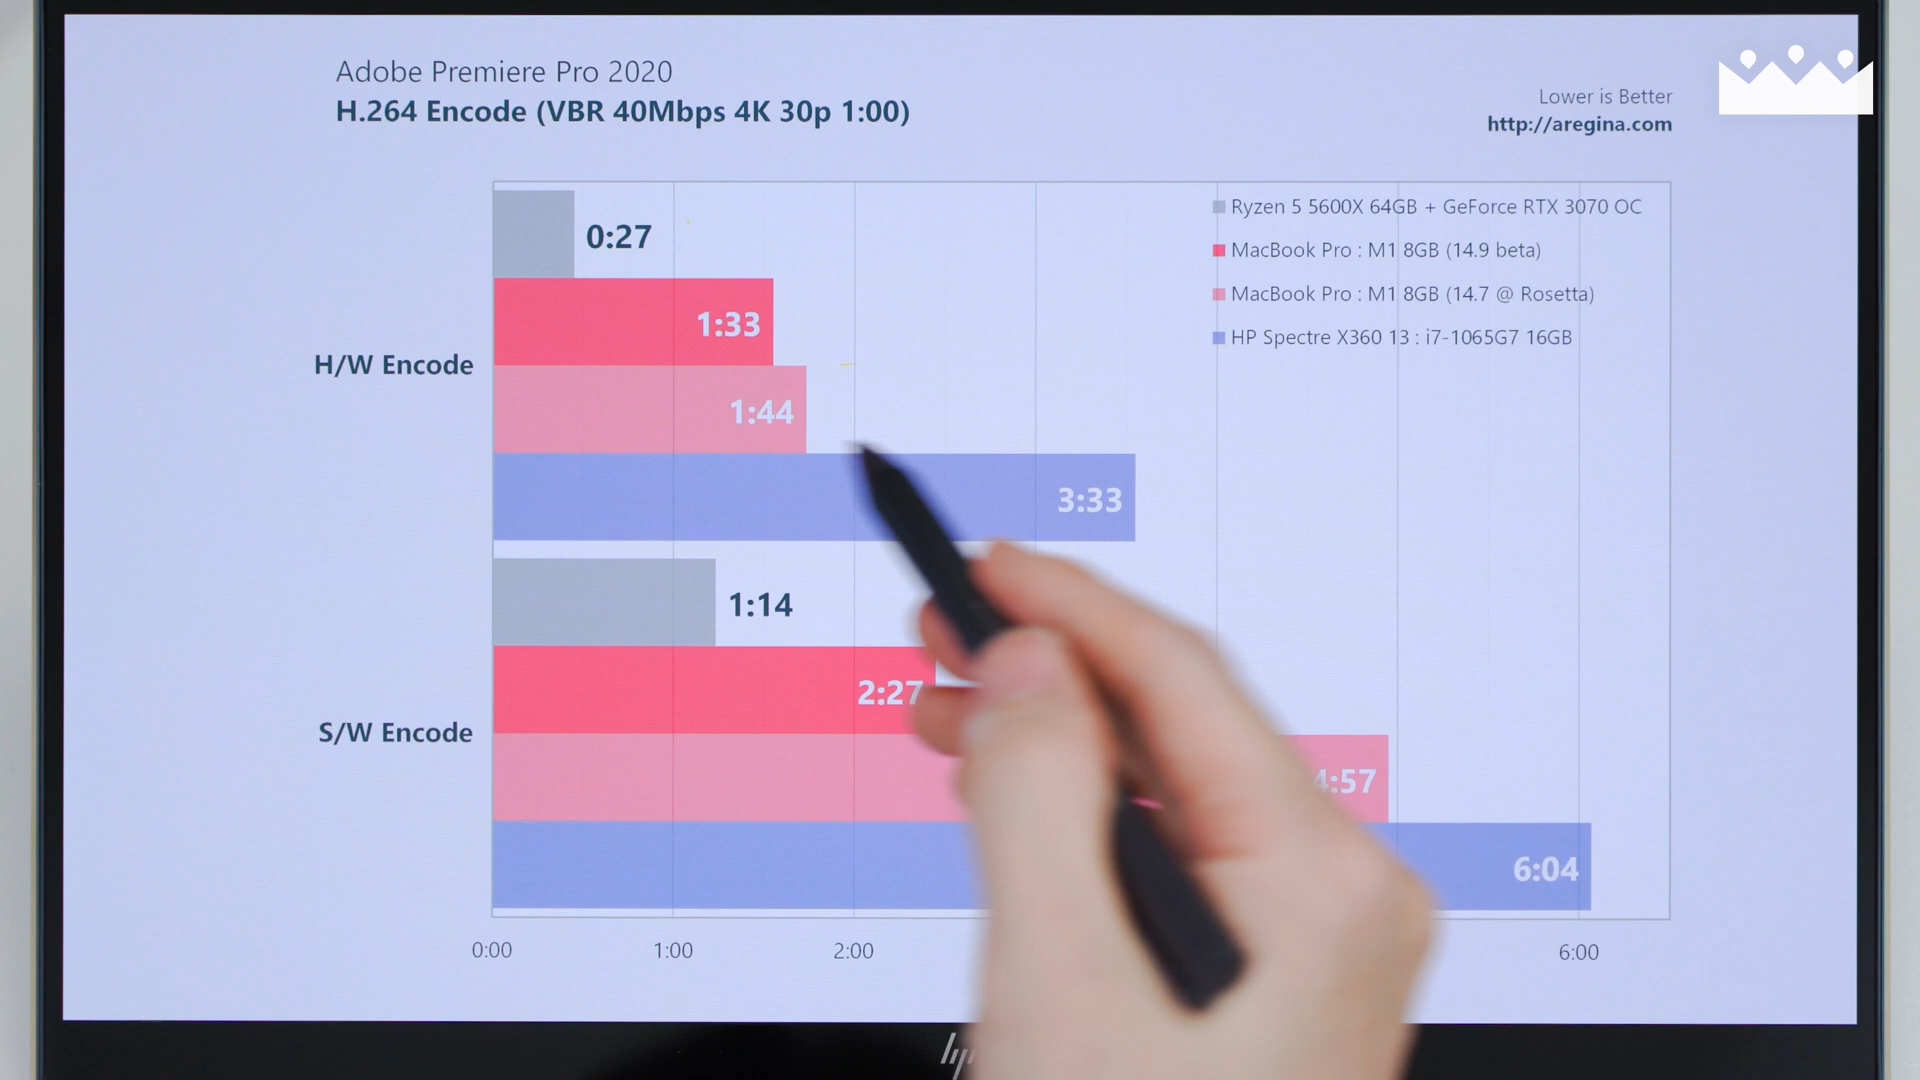 Adobe Premiere Pro 2020
H.264 Encode (VBR 40Mbps 4K 30p 1:00)
Lower is Better
http://aregina.com
Ryzen 5 5600X 64GB + GeForce RTX 3070 OC
MacBook Pro : M1 8GB (14.9 beta)
MacBook Pro : M1 8GB (14.7 @ Rosetta)
HP Spectre X360 13 : i7-1065G7 16GB
H/W Encode
0:27
1:33
1:44
3:33
S/W Encode
1:14
2:27
4:57
6:04
0:00
1:00
2:00
6:00
hp